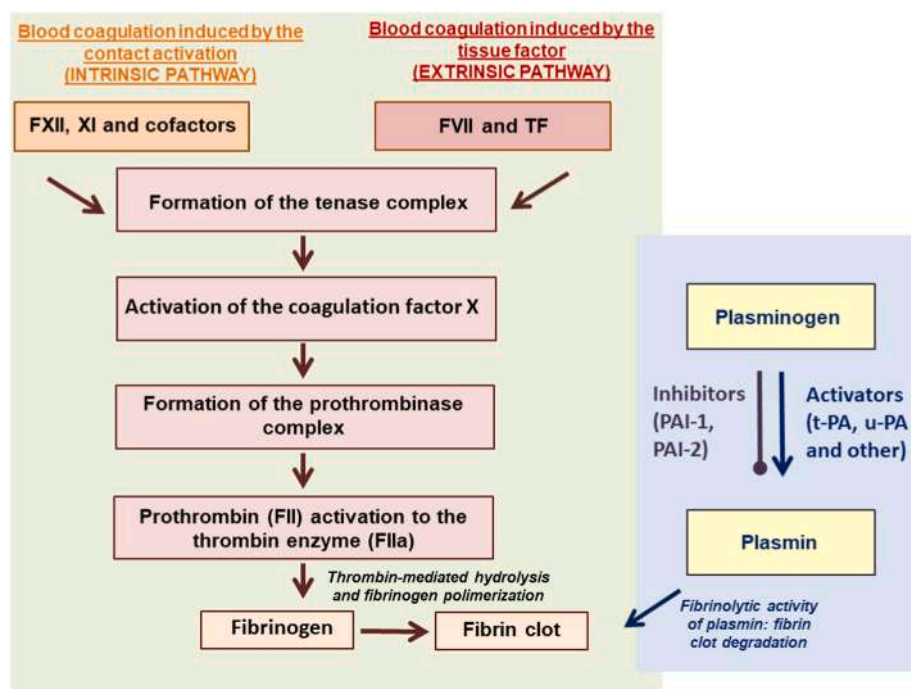 Blood coagulation induced by the
contact activation
(INTRINSIC PATHWAY)
Blood coagulation induced by the
tissue factor
(EXTRINSIC PATHWAY)
FXII, XI and cofactors
FVII and TF
Formation of the tenase complex
Activation of the coagulation factor X
Formation of the prothrombinase
complex
Prothrombin (FII) activation to the
thrombin enzyme (FIIa)
Thrombin-mediated hydrolysis
and fibrinogen polimerization
Fibrinogen
Fibrin clot
Plasminogen
Inhibitors
(PAI-1,
PAI-2)
Activators
(t-PA, u-PA
and other)
Plasmin
Fibrinolytic activity
of plasmin: fibrin
clot degradation